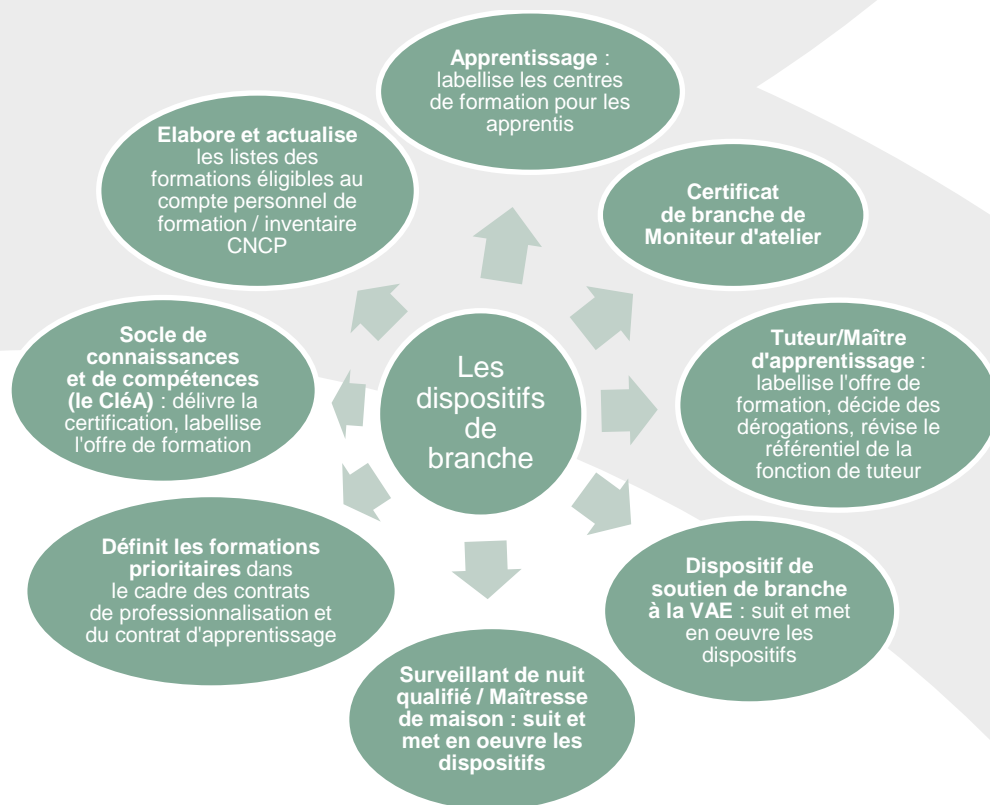 Apprentissage :
labellise les centres
de formation pour les
apprentis
Elabore et actualise
les listes des
formations éligibles au
compte personnel de
formation / inventaire
CNCP
Certificat
de branche de
Moniteur d'atelier
Socle de
connaissances
et de compétences
(le CléA) : délivre la
certification, labellise
l'offre de formation
Les
dispositifs
de
branche
Tuteur/Maître
d'apprentissage :
labellise l'offre de
formation, décide des
dérogations, révise le
référentiel de la
fonction de tuteur
Définit les formations
prioritaires dans
le cadre des contrats
de professionnalisation et
du contrat d'apprentissage
Dispositif de
soutien de branche
à la VAE : suit et met
en oeuvre les
dispositifs
Surveillant de nuit
qualifié / Maîtresse
de maison : suit et
met en oeuvre les
dispositifs